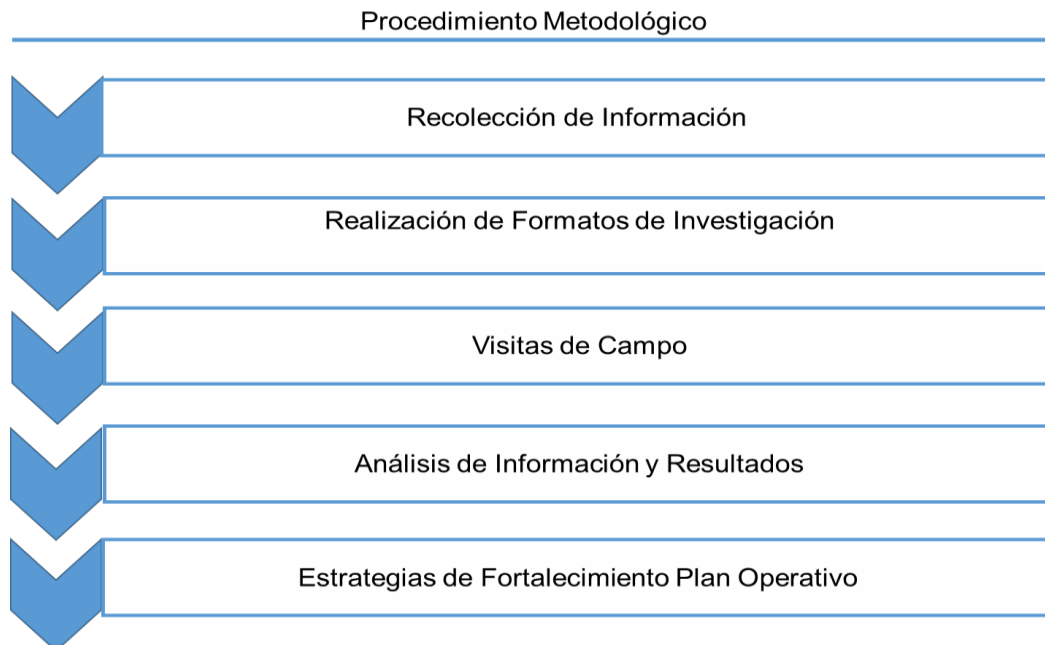 Procedimiento Metodológico
Recolección de Información
Realización de Formatos de Investigación
Visitas de Campo
Análisis de Información y Resultados
Estrategias de Fortalecimiento Plan Operativo